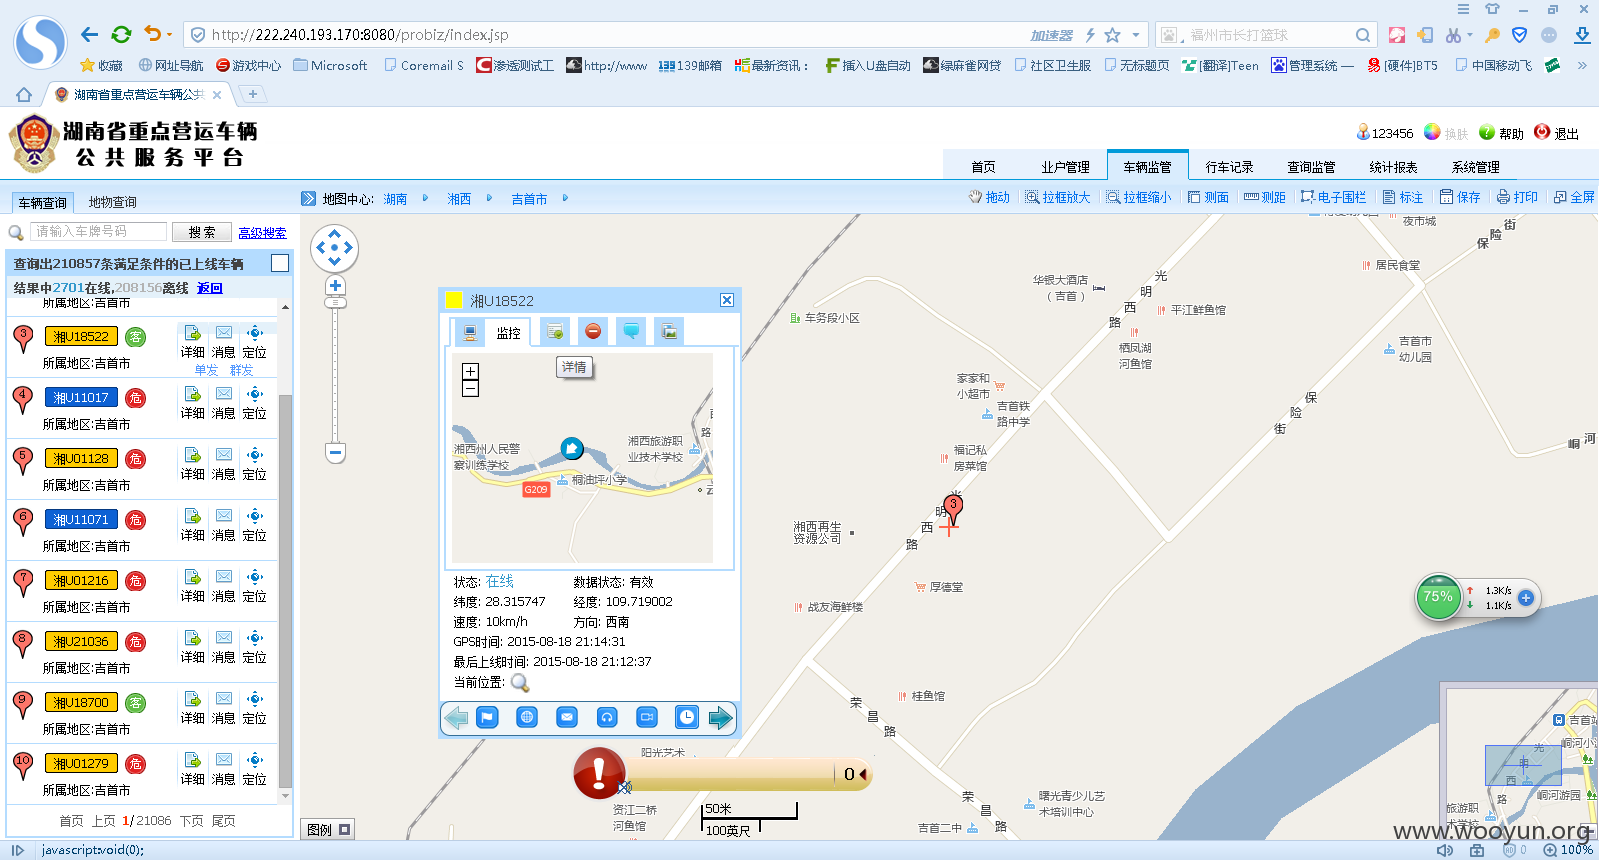 http://222.240.193.170:8080/probiz/index.jsp
加速器
福州市长打篮球
收藏 网址导航 游戏中心 Microsoft Coremail S 渗透测试工 http://www 139邮箱 最新资讯: 插入U盘自动 绿麻雀网贷 社区卫生服 无标题页 [翻译]Teen 管理系统 — [硬件]BT5 中国移动飞
湖南省重点营运车辆公共
湖南省重点营运车辆
公共服务平台
123456 换肤 帮助 退出
首页 业户管理 车辆监管 行车记录 查询监管 统计报表 系统管理
车辆查询 地物查询
地图中心: 湖南 湘西 吉首市
拖动 拉框放大 拉框缩小 测面 测距 电子围栏 标注 保存 打印 全屏
请输入车牌号码 搜索 高级搜索
查询出210857条满足条件的已上线车辆
结果中2701在线,208156离线 返回
所属地区:吉首市
3 湘U18522 客 详细 消息 定位
所属地区:吉首市 单发 群发
4 湘U11017 危 详细 消息 定位
所属地区:吉首市
5 湘U01128 危 详细 消息 定位
所属地区:吉首市
6 湘U11071 危 详细 消息 定位
所属地区:吉首市
7 湘U01216 危 详细 消息 定位
所属地区:吉首市
8 湘U21036 危 详细 消息 定位
所属地区:吉首市
9 湘U18700 客 详细 消息 定位
所属地区:吉首市
10 湘U01279 危 详细 消息 定位
所属地区:吉首市
首页 上页 1/21086 下页 尾页
湘U18522
监控
详情
湘西州人民警
察训练学校
湘西旅游职
业技术学校
路
桐油坪小学
G209
云
状态: 在线 数据状态: 有效
纬度: 28.315747 经度: 109.719002
速度: 10km/h 方向: 西南
GPS时间: 2015-08-18 21:14:31
最后上线时间: 2015-08-18 21:12:37
当前位置:
0
夜市城
保险街
居民食堂
华银大酒店
(吉首)
光明西路
平江鲜鱼馆
车务段小区
栖凤湖
河鱼馆
吉首市
幼儿园
家家和
小超市
吉首铁
路中学
保险街
峒河
福记私
房菜馆
3
光明西路
湘西再生
资源公司
厚德堂
战友海鲜楼
桂鱼馆
荣昌路
阳光艺术
资江二桥
河鱼馆
荣昌路
曙光青少儿艺
术培训中心
吉首二中
50米
100英尺
图例
75%
1.3K/s
1.1K/s
吉首站
峒河小
光明西路
峒河游园
旅游职
术学校
www.wooyun.org
javascript:void(0);
0 100%